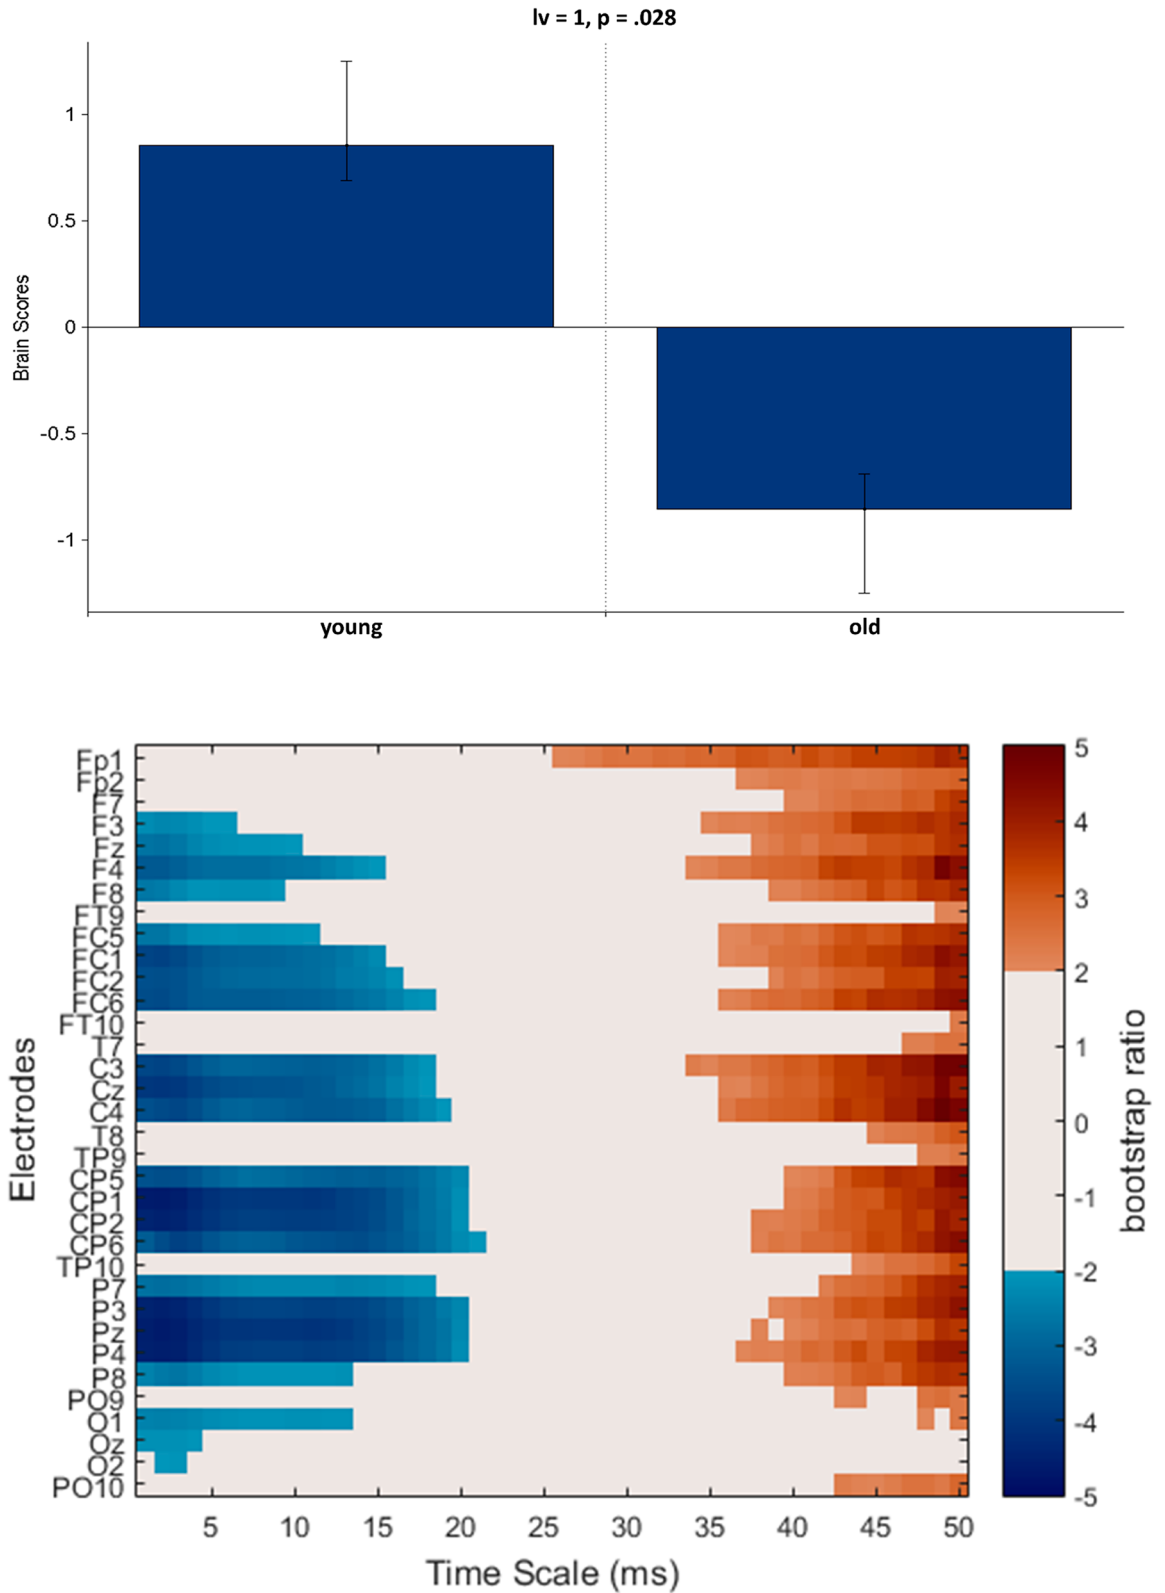 lv = 1, p = .028
Brain Scores
1
0.5
0
-0.5
-1
young
old
Electrodes
Fp1
Fp2
F7
F3
Fz
F4
F8
FT9
FC5
FC1
FC2
FC6
FT10
T7
C3
Cz
C4
T8
TP9
CP5
CP1
CP2
CP6
TP10
P7
P3
Pz
P4
P8
PO9
O1
Oz
O2
PO10
5 10 15 20 25 30 35 40 45 50
Time Scale (ms)
5
4
3
2
1
0
-1
-2
-3
-4
-5
bootstrap ratio